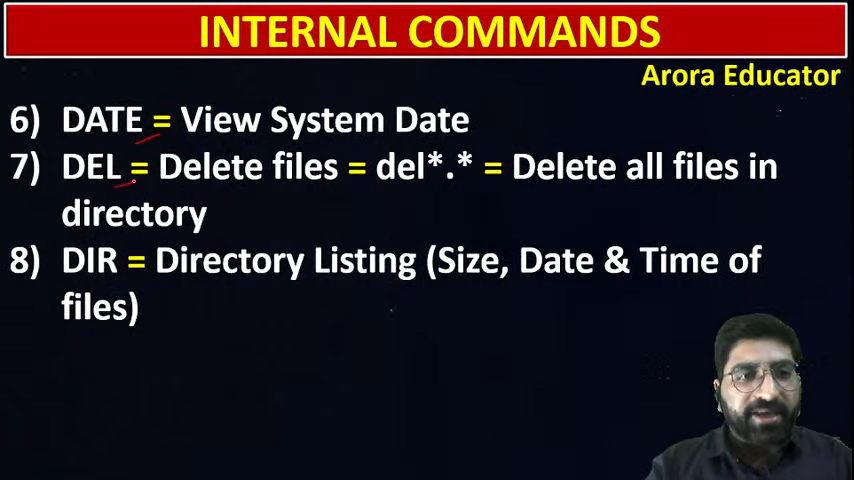 INTERNAL COMMANDS
Arora Educator
6) DATE = View System Date
7) DEL = Delete files = del*.* = Delete all files in
directory
8) DIR = Directory Listing (Size, Date & Time of
files)